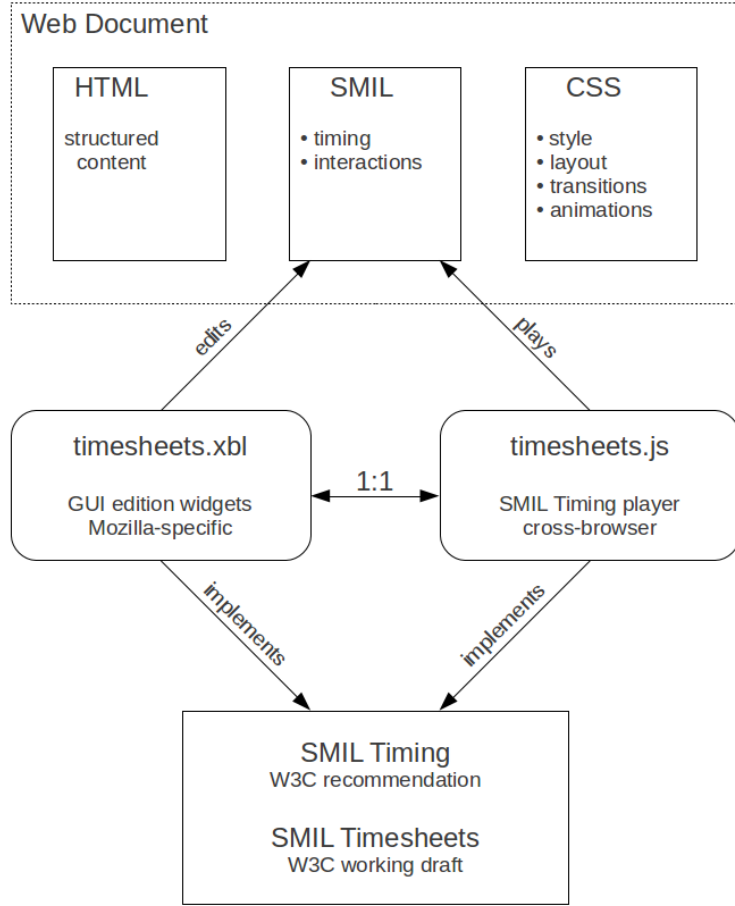 Web Document
HTML
structured
content
SMIL
• timing
• interactions
CSS
• style
• layout
• transitions
• animations
edits
plays
timesheets.xbl
GUI edition widgets
Mozilla-specific
1:1
timesheets.js
SMIL Timing player
cross-browser
implements
implements
SMIL Timing
W3C recommendation
SMIL Timesheets
W3C working draft